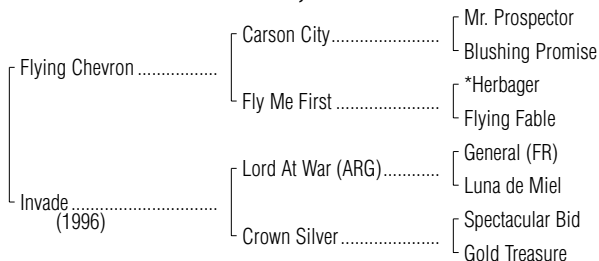 Mr. Prospector
Carson City....................
Blushing Promise
Flying Chevron ................
*Herbager
Fly Me First ....................
Flying Fable
General (FR)
Lord At War (ARG)...........
Luna de Miel
Invade.............................
(1996)
Spectacular Bid
Crown Silver...................
Gold Treasure